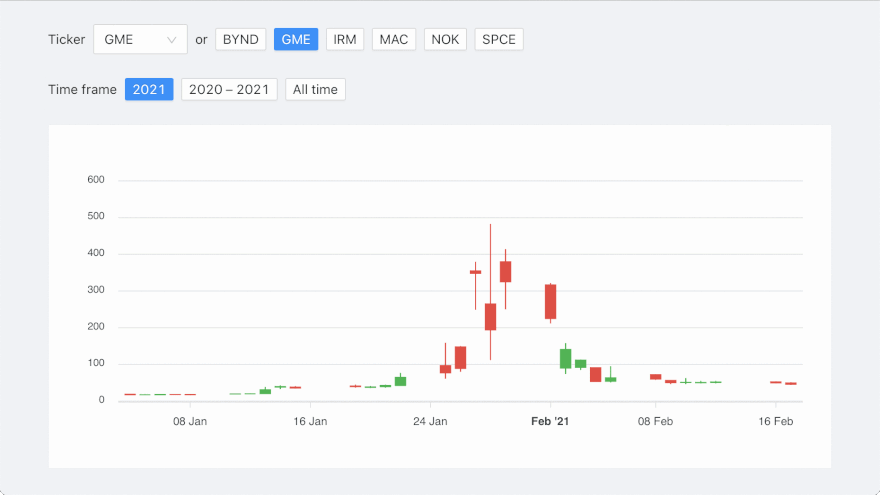 Ticker GME or BYND GME IRM MAC NOK SPCE
Time frame 2021 2020 – 2021 All time
600
500
400
300
200
100
0
08 Jan 16 Jan 24 Jan Feb '21 08 Feb 16 Feb